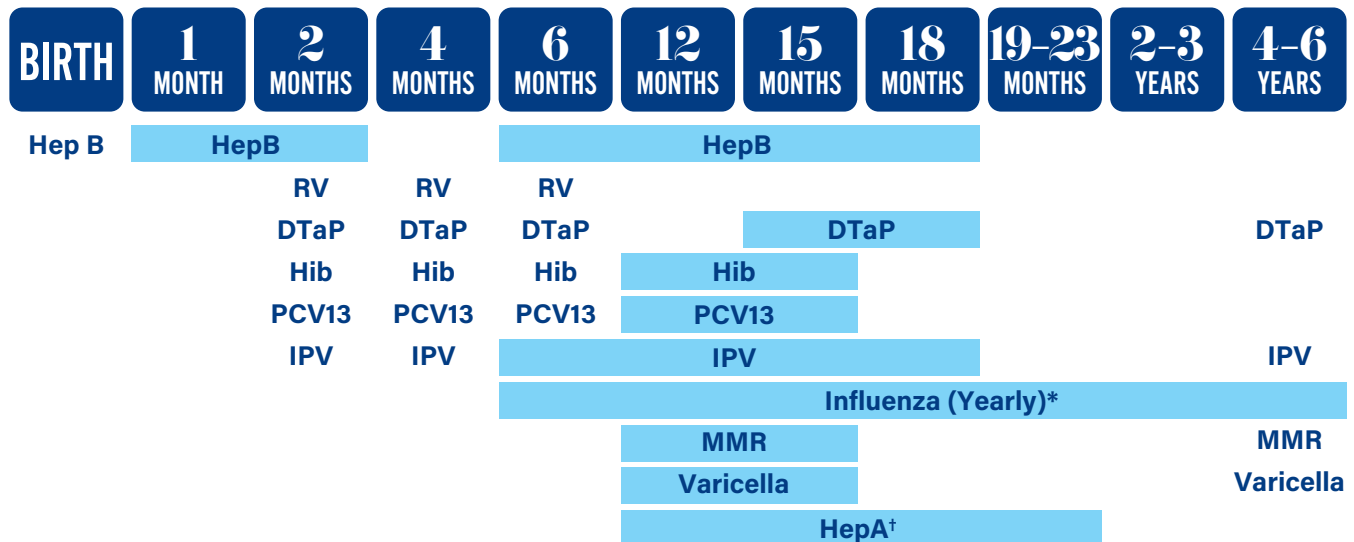 BIRTH 1 MONTH 2 MONTHS 4 MONTHS 6 MONTHS 12 MONTHS 15 MONTHS 18 MONTHS 19-23 MONTHS 2-3 YEARS 4-6 YEARS
Hep B HepB HepB
RV RV RV
DTaP DTaP DTaP DTaP DTaP
Hib Hib Hib Hib
PCV13 PCV13 PCV13 PCV13
IPV IPV IPV IPV
Influenza (Yearly)*
MMR MMR
Varicella Varicella
HepA†